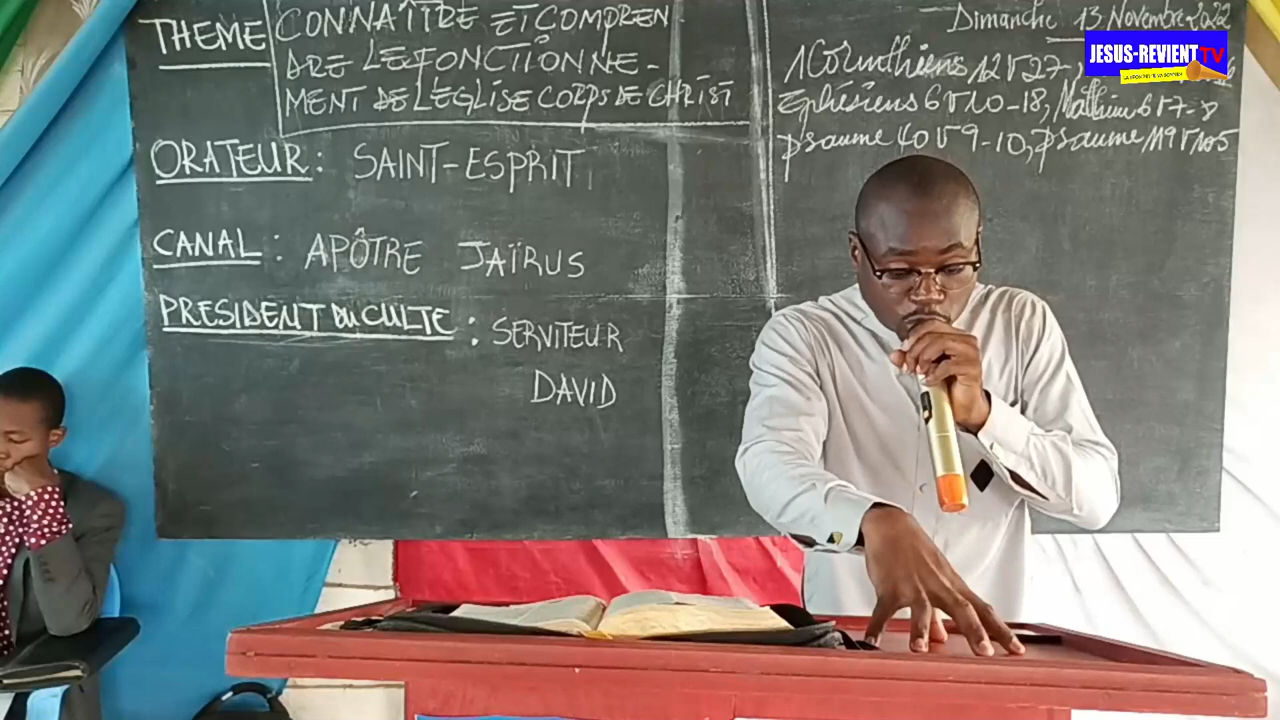 THEME CONNAÎTRE ET COMPREN
DRE LE FONCTIONNE-
MENT DE L'EGLISE CORPS DE CHRIST
ORATEUR : SAINT-ESPRIT
CANAL : APÔTRE JAÏRUS
PRESIDENT DU CULTE : SERVITEUR
DAVID
Dimanche 13 Novembre 2022
1 Corinthiens 12 V 27,
Ephésiens 6 V 10-18, Matthieu 6 V 7-8
psaume 40 V 9-10, psaume 119 V 105
JESUS-REVIENT TV